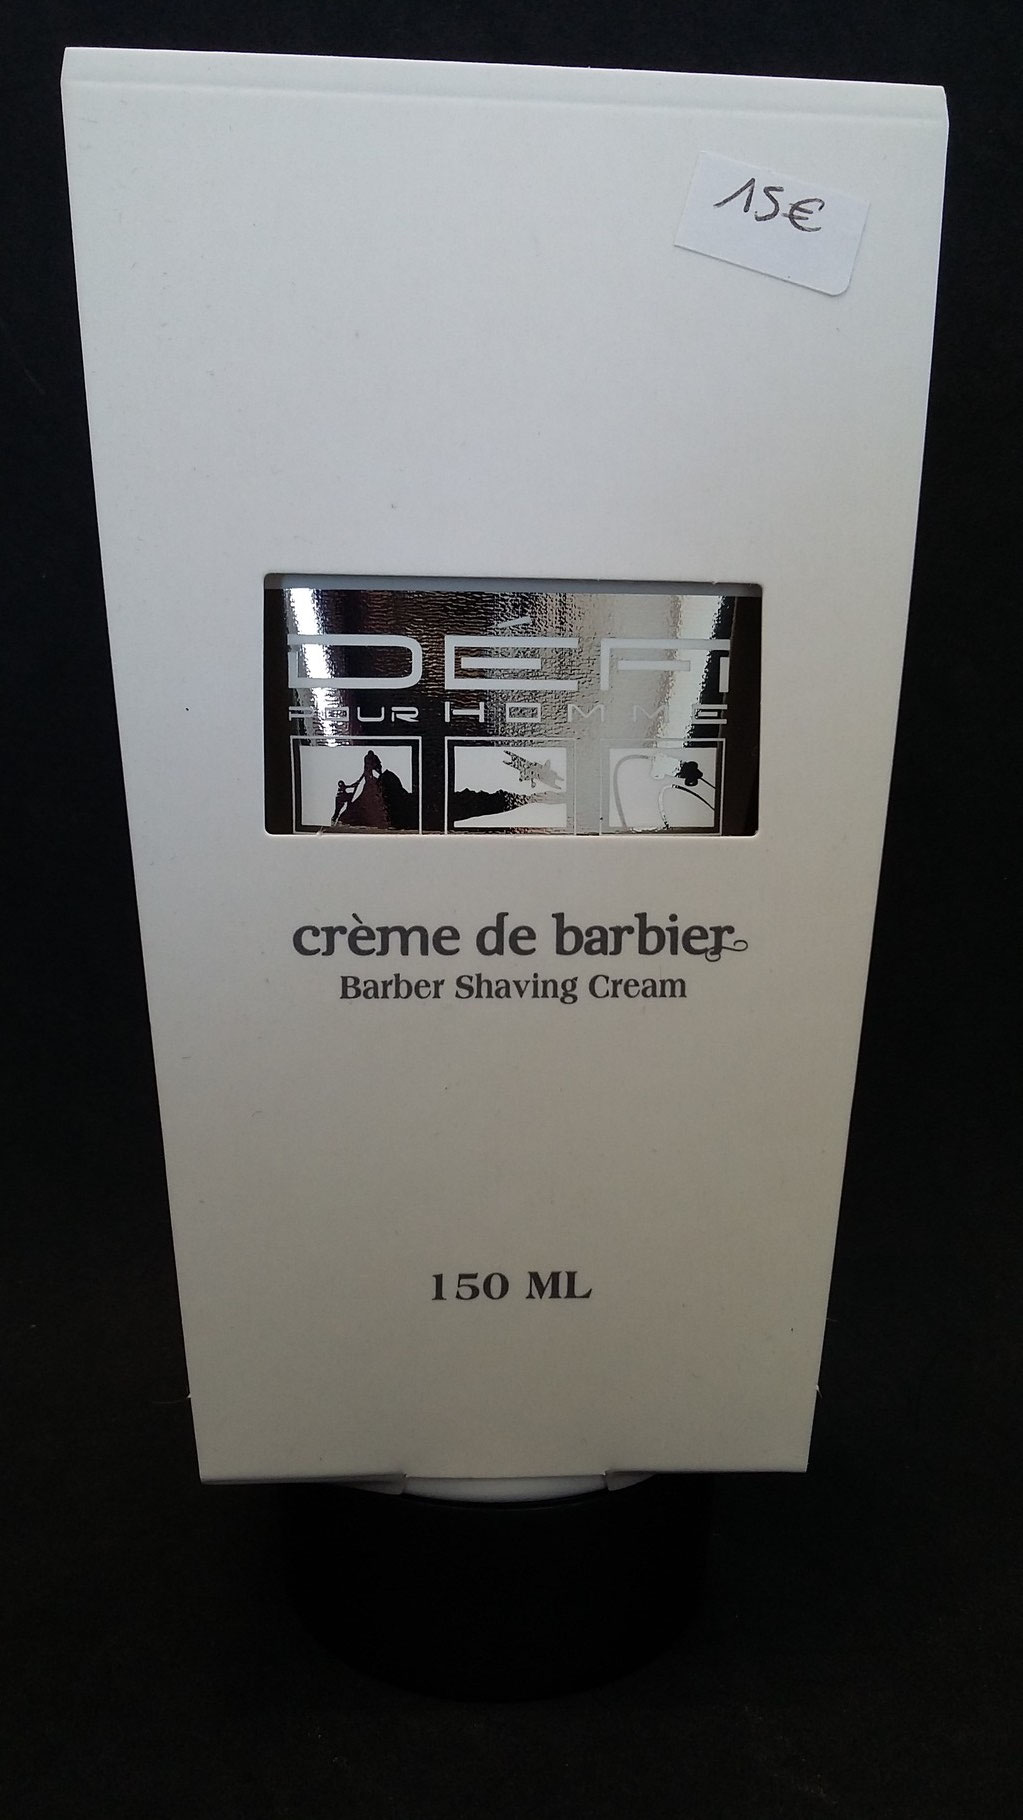 15€
DÉFI
POUR HOMME
crème de barbier
Barber Shaving Cream
150 ML